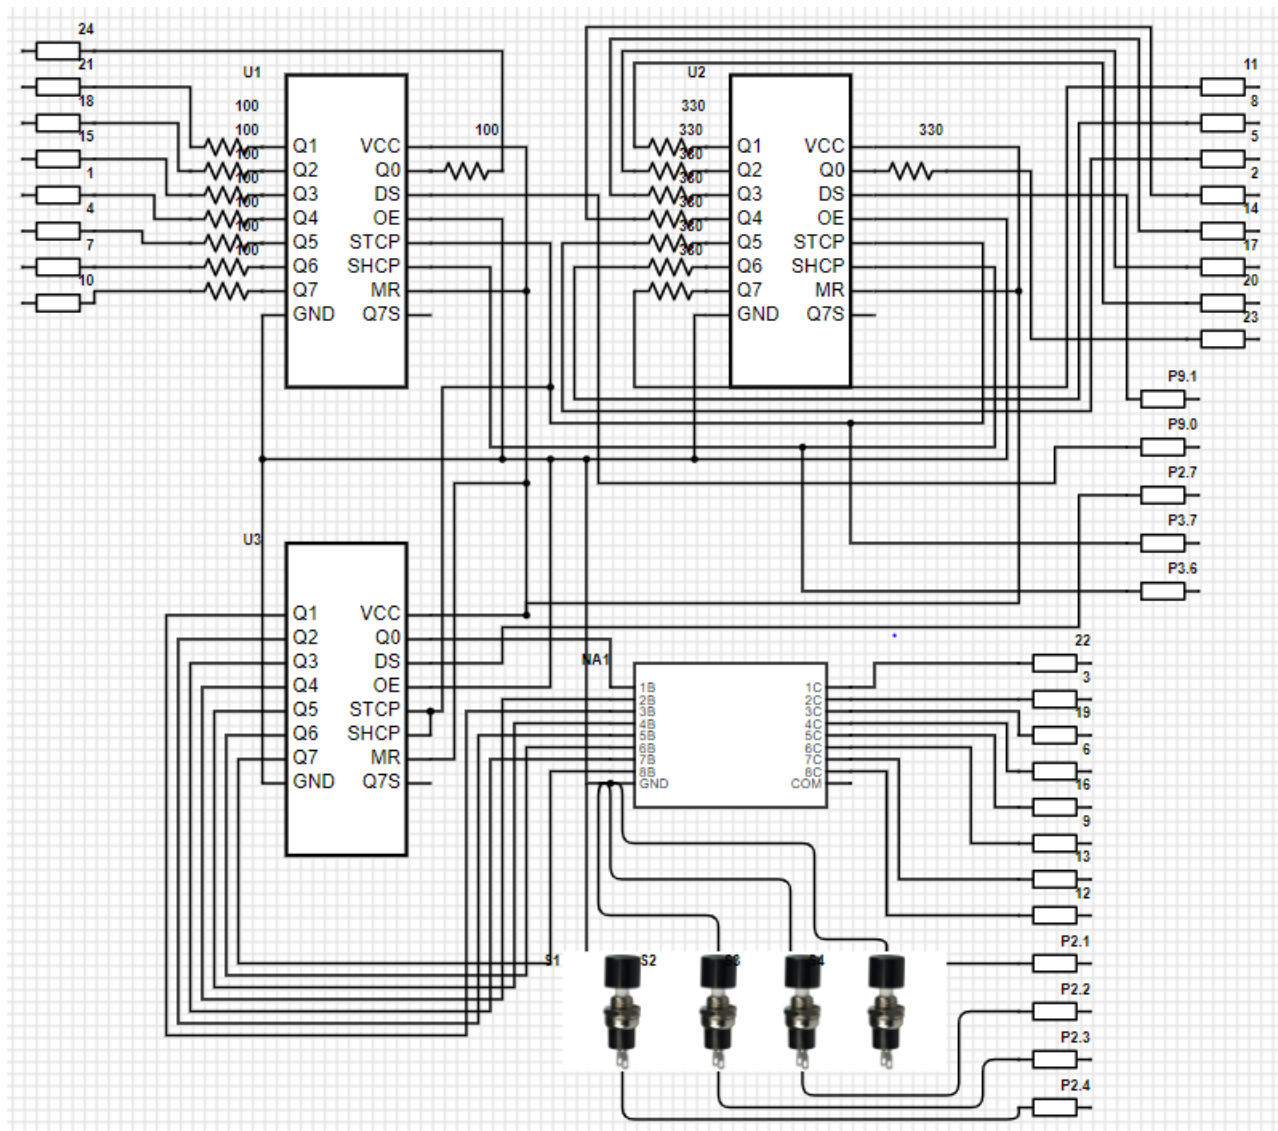 24
21
18
15
1
4
7
10
U1
100
100
100
100
100
100
100
100
Q1 VCC
Q2 Q0
Q3 DS
Q4 OE
Q5 STCP
Q6 SHCP
Q7 MR
GND Q7S
U2
330
330
330
330
330
330
330
330
Q1 VCC
Q2 Q0
Q3 DS
Q4 OE
Q5 STCP
Q6 SHCP
Q7 MR
GND Q7S
11
8
5
2
14
17
20
23
P9.1
P9.0
P2.7
P3.7
P3.6
U3
Q1 VCC
Q2 Q0
Q3 DS
Q4 OE
Q5 STCP
Q6 SHCP
Q7 MR
GND Q7S
NA1
1B 1C
2B 2C
3B 3C
4B 4C
5B 5C
6B 6C
7B 7C
8B 8C
GND COM
22
3
19
6
16
9
13
12
P2.1
P2.2
P2.3
P2.4
S1
S2
S3
S4